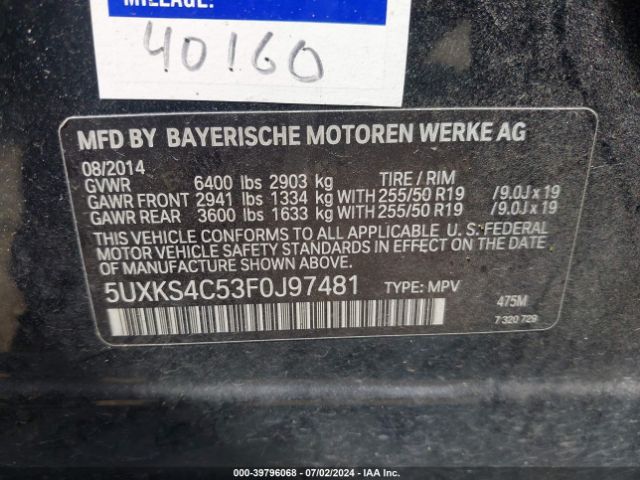 MILEAGE:
40160
MFD BY BAYERISCHE MOTOREN WERKE AG
08/2014
GVWR 6400 lbs 2903 kg TIRE / RIM
GAWR FRONT 2941 lbs 1334 kg WITH 255/50 R19 /9.0J x 19
GAWR REAR 3600 lbs 1633 kg WITH 255/50 R19 /9.0J x 19
THIS VEHICLE CONFORMS TO ALL APPLICABLE U. S. FEDERAL
MOTOR VEHICLE SAFETY STANDARDS IN EFFECT ON DATE
OF MANUFACTURE SHOWN ABOVE.
5UXKS4C53F0J97481 TYPE: MPV
475M
7 320 729
000-39796068 - 07/02/2024 - IAA, Inc.